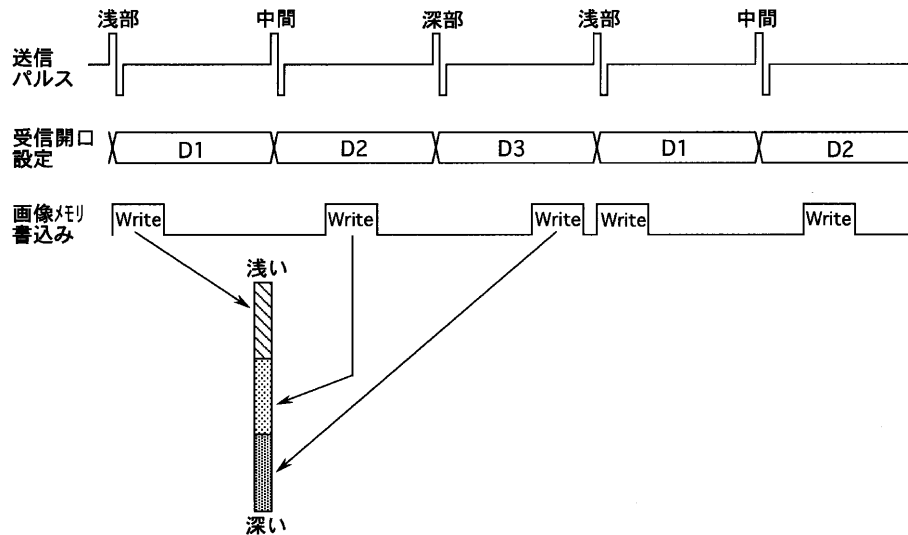 浅部 中間 深部 浅部 中間
送信
パルス
受信開口
設定
D1 D2 D3 D1 D2
画像ﾒﾓﾘ
書込み
Write Write Write Write Write
浅い
深い